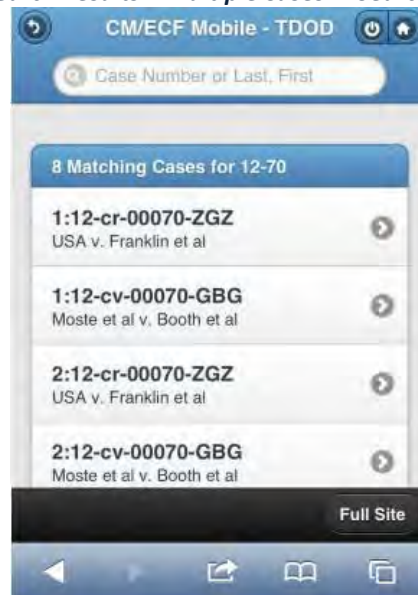 CM/ECF Mobile - TDOD
Case Number or Last, First
8 Matching Cases for 12-70
1:12-cr-00070-ZGZ
USA v. Franklin et al
1:12-cv-00070-GBG
Moste et al v. Booth et al
2:12-cr-00070-ZGZ
USA v. Franklin et al
2:12-cv-00070-GBG
Moste et al v. Booth et al
Full Site